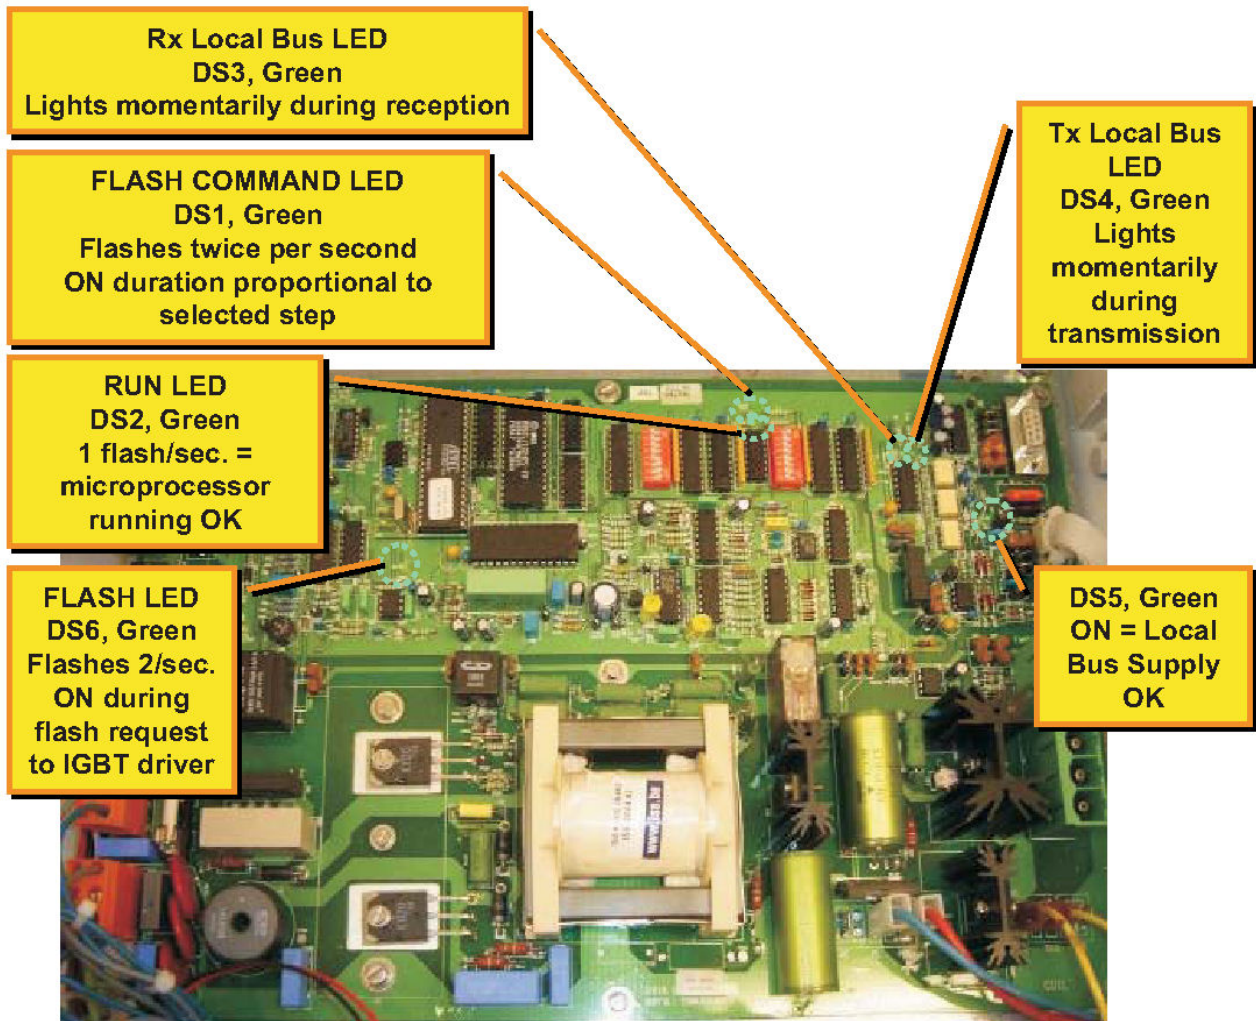 Rx Local Bus LED
DS3, Green
Lights momentarily during reception
FLASH COMMAND LED
DS1, Green
Flashes twice per second
ON duration proportional to
selected step
RUN LED
DS2, Green
1 flash/sec. =
microprocessor
running OK
FLASH LED
DS6, Green
Flashes 2/sec.
ON during
flash request
to IGBT driver
Tx Local Bus
LED
DS4, Green
Lights
momentarily
during
transmission
DS5, Green
ON = Local
Bus Supply
OK